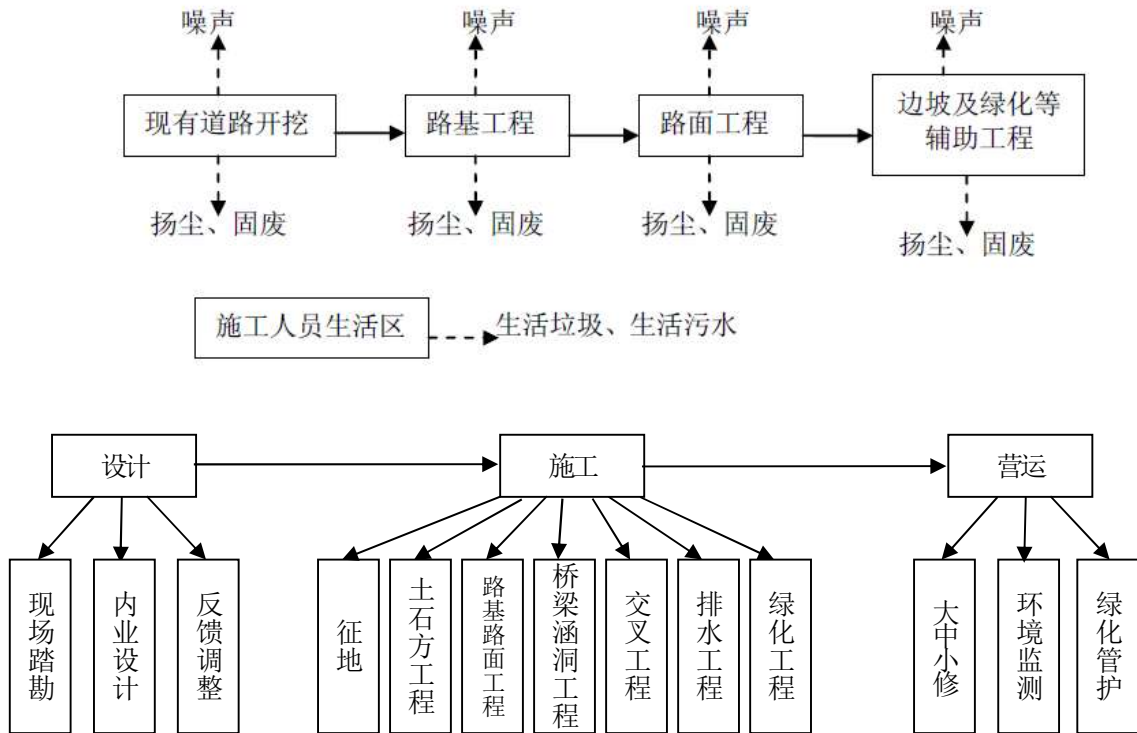 噪声
噪声
噪声
噪声
现有道路开挖
路基工程
路面工程
边坡及绿化等
辅助工程
扬尘、固废
扬尘、固废
扬尘、固废
扬尘、固废
施工人员生活区
生活垃圾、生活污水
设计
施工
营运
现场踏勘
内业设计
反馈调整
征地
土石方工程
路基路面工程
桥梁涵洞工程
交叉工程
排水工程
绿化工程
大中小修
环境监测
绿化管护